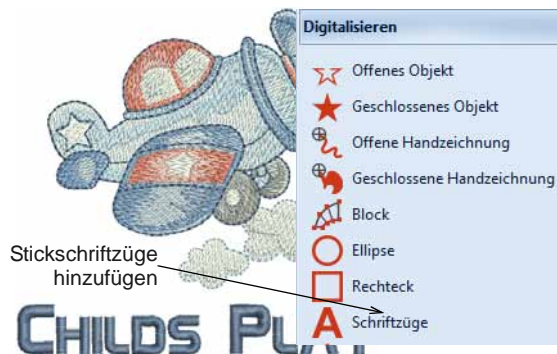 Digitalisieren
Offenes Objekt
Geschlossenes Objekt
Offene Handzeichnung
Geschlossene Handzeichnung
Block
Ellipse
Rechteck
Schriftzüge
Stickschriftzüge
hinzufügen
CHILDS